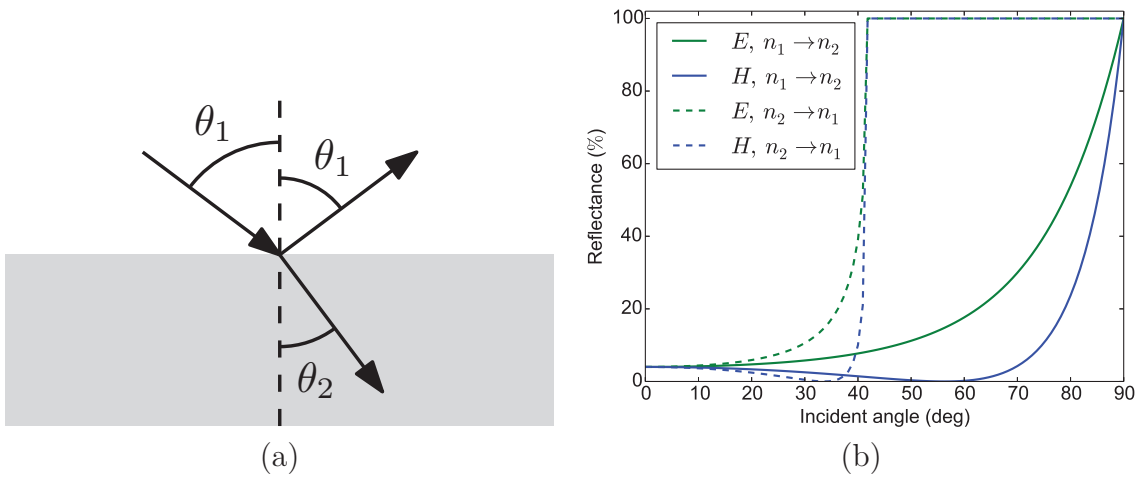 θ₁
θ₁
θ₂
(a)
Reflectance (%)
100
80
60
40
20
0
E, n₁ → n₂
H, n₁ → n₂
E, n₂ → n₁
H, n₂ → n₁
0 10 20 30 40 50 60 70 80 90
Incident angle (deg)
(b)